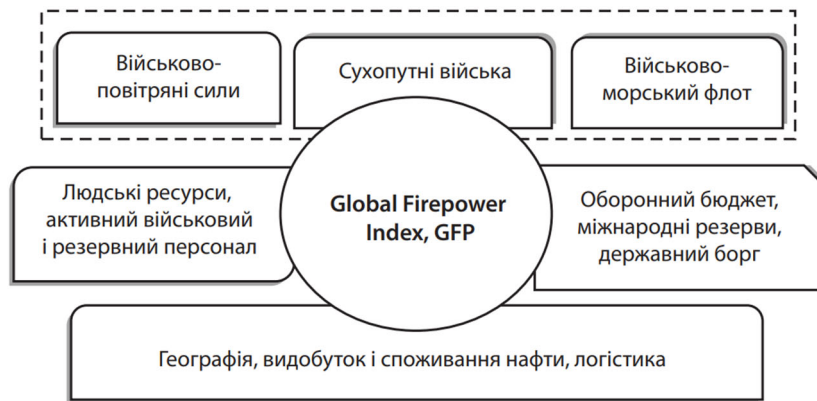 Військово-
повітряні сили
Сухопутні війська
Військово-
морський флот
Людські ресурси,
активний військовий
і резервний персонал
Global Firepower
Index, GFP
Оборонний бюджет,
міжнародні резерви,
державний борг
Географія, видобуток і споживання нафти, логістика